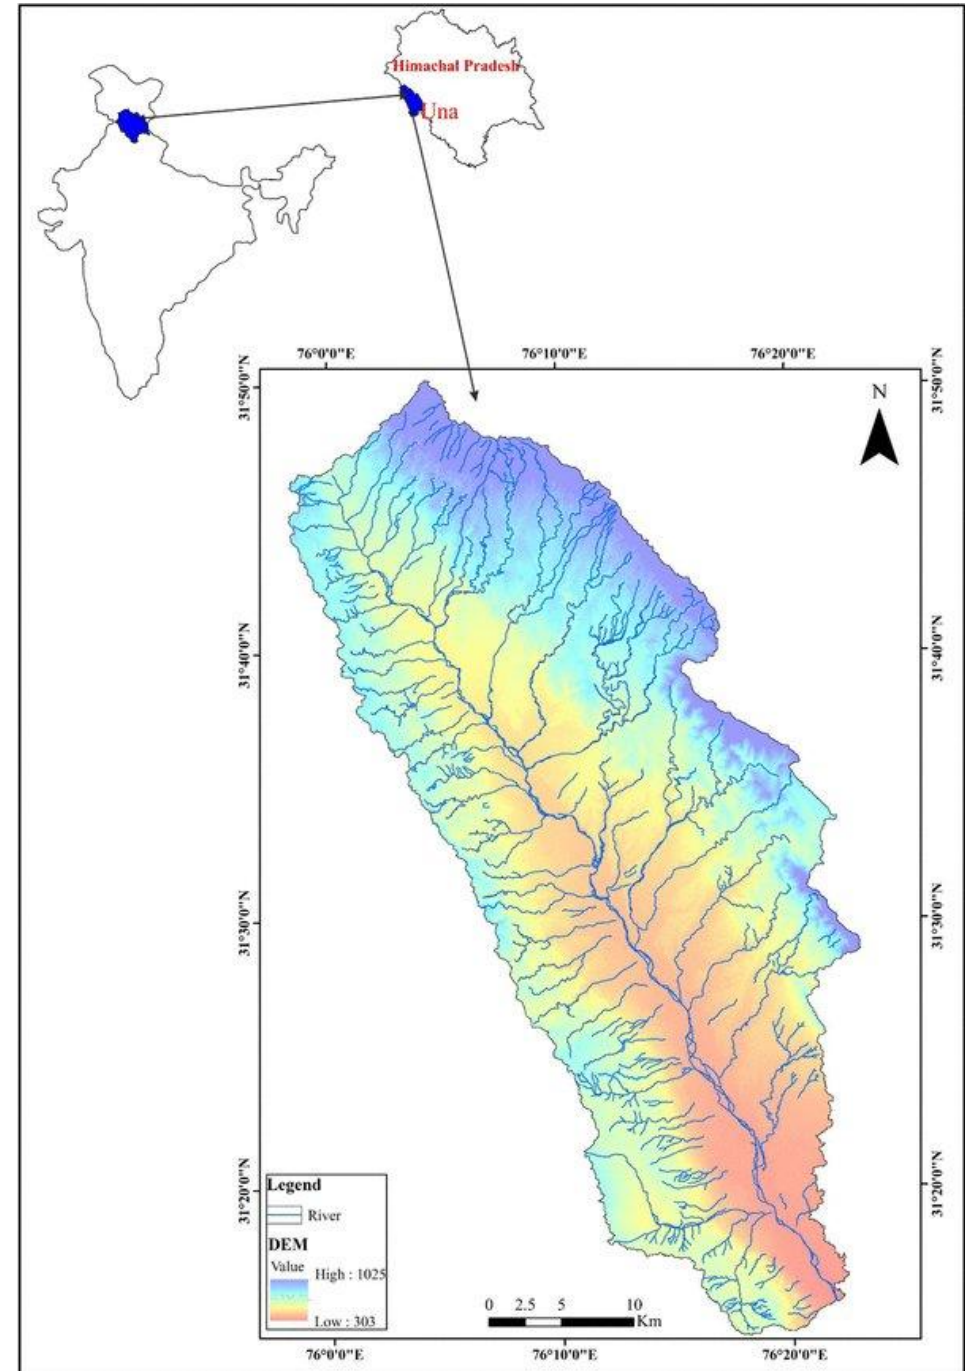 Himachal Pradesh
Una
76°0'0"E 76°10'0"E 76°20'0"E
31°50'0"N 31°50'0"N
N
31°40'0"N 31°40'0"N
31°30'0"N 31°30'0"N
31°20'0"N 31°20'0"N
Legend
River
DEM
Value
High : 1025
Low : 303
0 2.5 5 10
Km
76°0'0"E 76°10'0"E 76°20'0"E